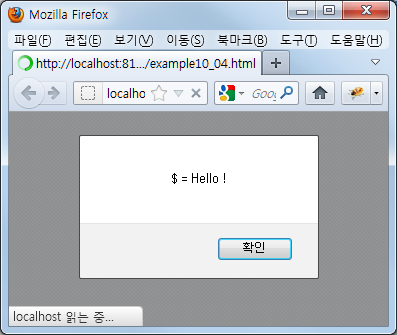 Mozilla Firefox
파일(F) 편집(E) 보기(V) 이동(S) 북마크(B) 도구(T) 도움말(H)
http://localhost:81.../example10_04.html
localho
Goog
$ = Hello !
확인
localhost 읽는 중...